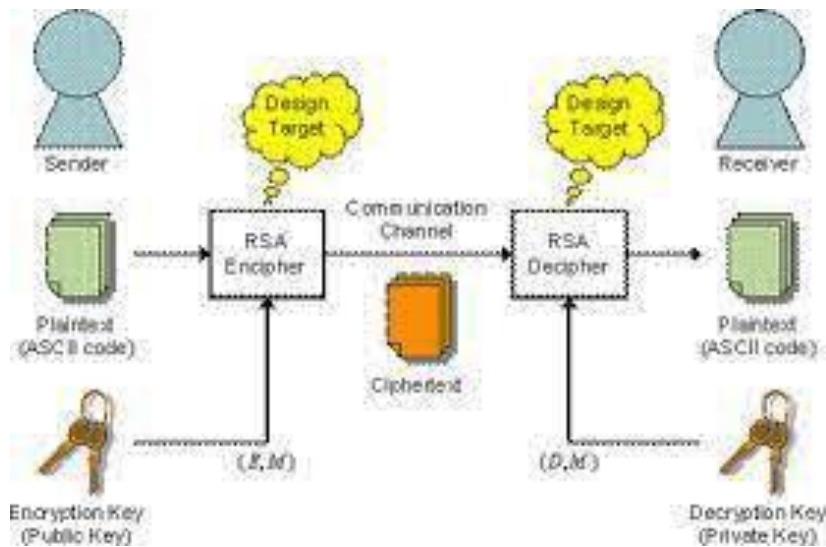 Design
Target
Design
Target
Sender
Receiver
Communication
Channel
RSA
Encipher
RSA
Decipher
Plaintext
(ASCII code)
Ciphertext
Plaintext
(ASCII code)
Encryption Key
(Public Key)
Decryption Key
(Private Key)